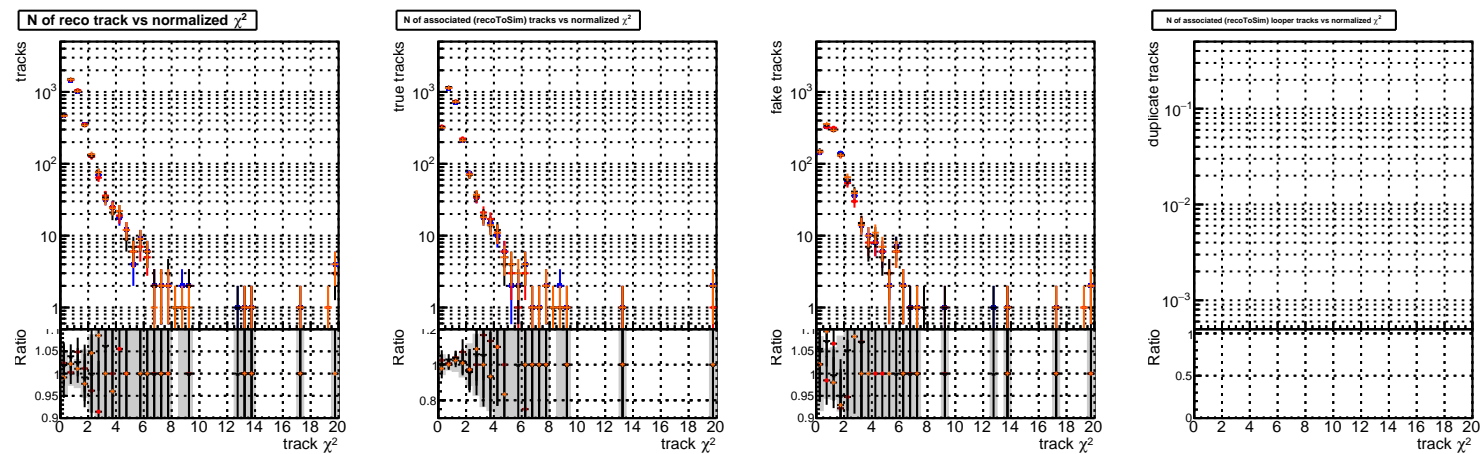 N of reco track vs normalized χ²
tracks
10³
10²
10
1
Ratio
1.1
1.05
1
0.95
0.9
0 2 4 6 8 10 12 14 16 18 20
track χ²
N of associated (recoToSim) tracks vs normalized χ²
true tracks
10³
10²
10
1
Ratio
1.2
1
0.8
0 2 4 6 8 10 12 14 16 18 20
track χ²
fake tracks
10³
10²
10
1
Ratio
1.1
1.05
1
0.95
0.9
0 2 4 6 8 10 12 14 16 18 20
track χ²
N of associated (recoToSim) looper tracks vs normalized χ²
duplicate tracks
10⁻¹
10⁻²
10⁻³
Ratio
1
0.5
0
0 2 4 6 8 10 12 14 16 18 20
track χ²